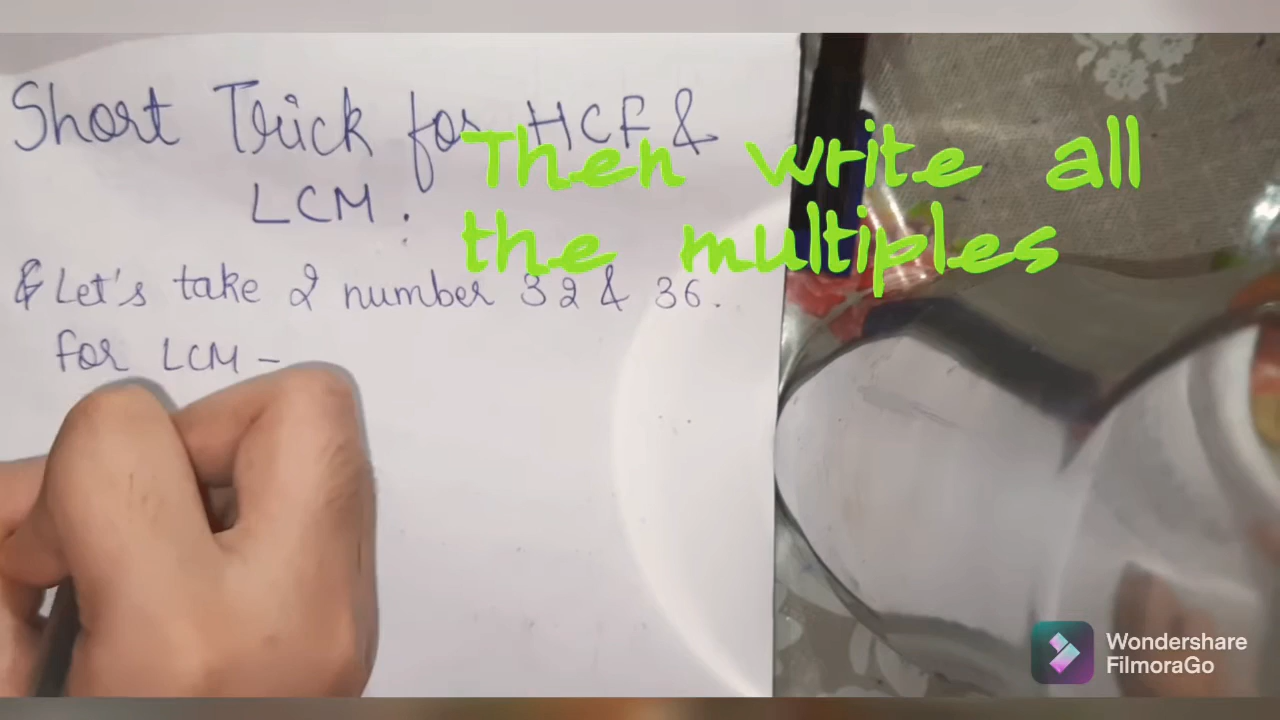 Short Trick for HCF &
LCM.
Let's take 2 number 32 & 36.
for LCM -
Then write all
the multiples
Wondershare
FilmoraGo